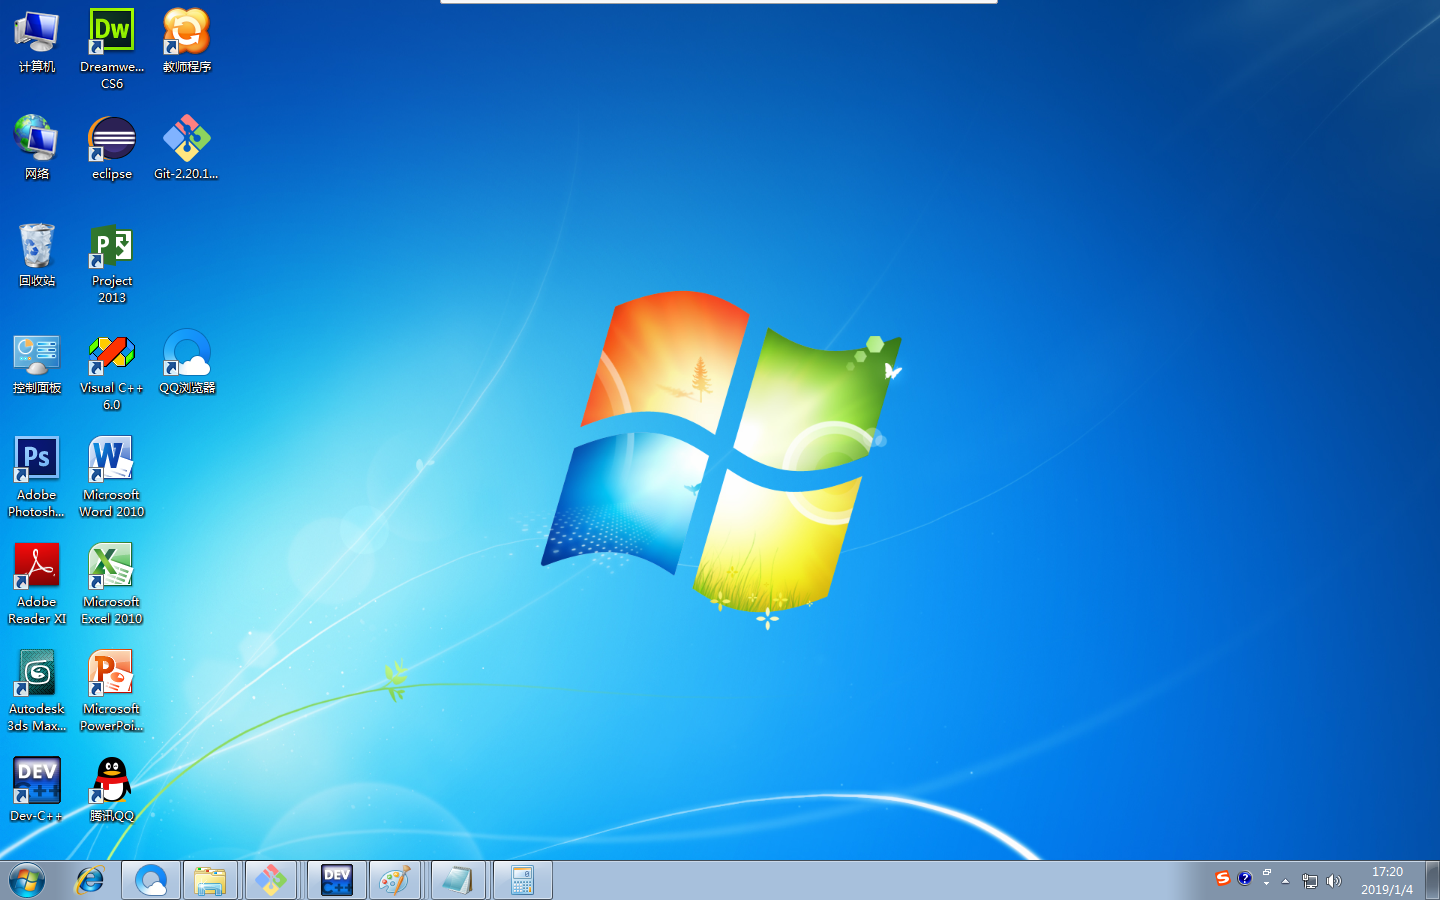 计算机
Dw
Dreamwe...
CS6
教师程序
网络
eclipse
Git-2.20.1...
回收站
P
Project
2013
控制面板
Visual C++
6.0
QQ浏览器
Ps
Adobe
Photosh...
W
Microsoft
Word 2010
Adobe
Reader XI
X
Microsoft
Excel 2010
Autodesk
3ds Max...
P
Microsoft
PowerPoi...
DEV
C++
Dev-C++
腾讯QQ
DEV
C++
S
?
17:20
2019/1/4